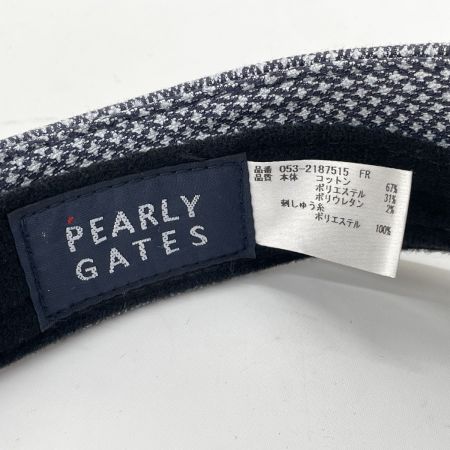 PEARLY
GATES
品番 053-2187515 FR
品質 本体 コットン 67%
ポリエステル 31%
ポリウレタン 2%
刺しゅう糸
ポリエステル 100%